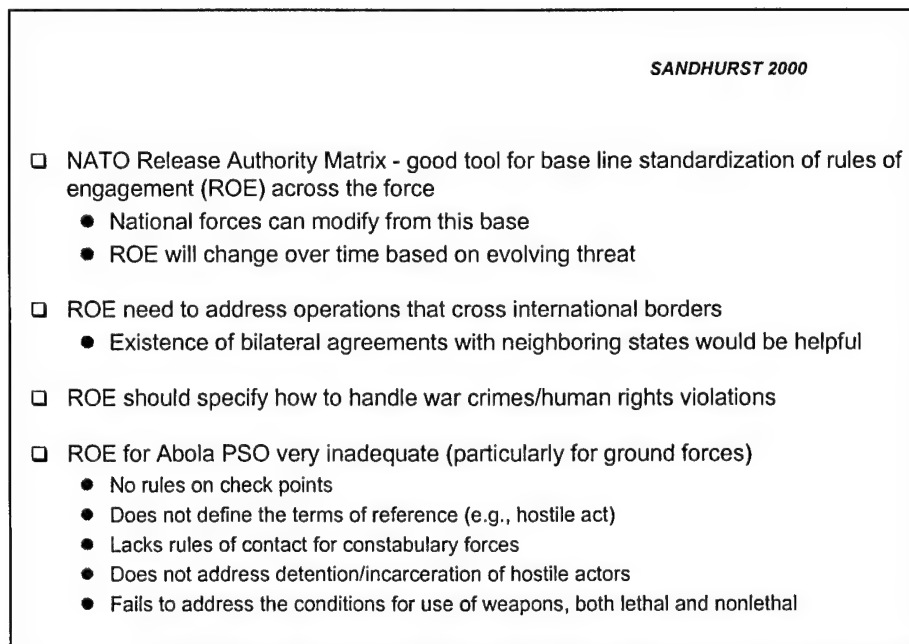 SANDHURST 2000
❑ NATO Release Authority Matrix - good tool for base line standardization of rules of
engagement (ROE) across the force
● National forces can modify from this base
● ROE will change over time based on evolving threat
❑ ROE need to address operations that cross international borders
● Existence of bilateral agreements with neighboring states would be helpful
❑ ROE should specify how to handle war crimes/human rights violations
❑ ROE for Abola PSO very inadequate (particularly for ground forces)
● No rules on check points
● Does not define the terms of reference (e.g., hostile act)
● Lacks rules of contact for constabulary forces
● Does not address detention/incarceration of hostile actors
● Fails to address the conditions for use of weapons, both lethal and nonlethal